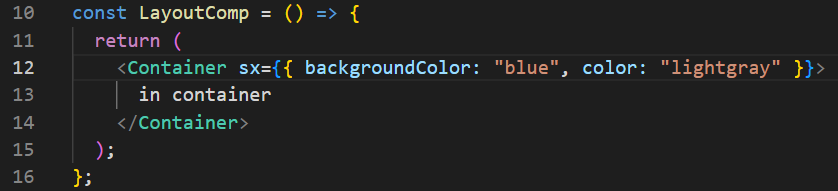 10 const LayoutComp = () => {
11   return (
12     <Container sx={{ backgroundColor: "blue", color: "lightgray" }}>
13       in container
14     </Container>
15   );
16 };